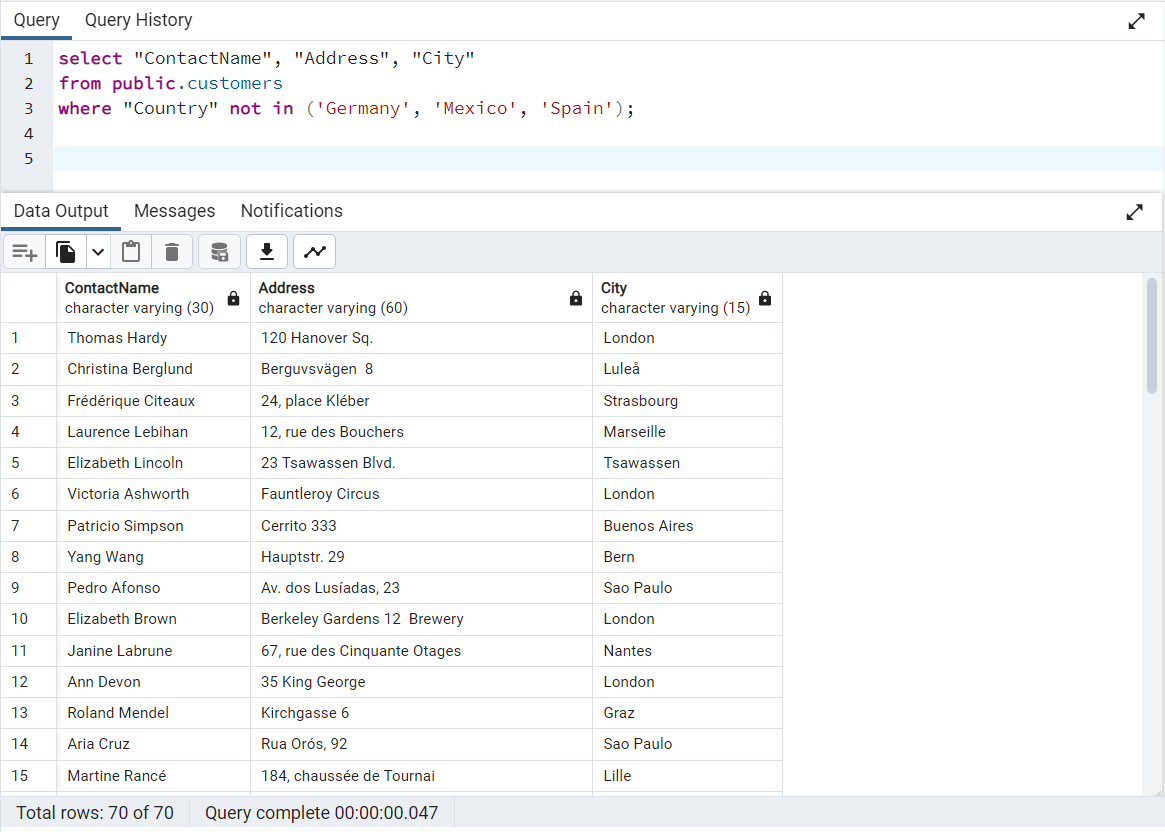 Query Query History
1 select "ContactName", "Address", "City"
2 from public.customers
3 where "Country" not in ('Germany', 'Mexico', 'Spain');
4
5
Data Output Messages Notifications
ContactName Address City
character varying (30) character varying (60) character varying (15)
1 Thomas Hardy 120 Hanover Sq. London
2 Christina Berglund Berguvsvägen  8 Luleå
3 Frédérique Citeaux 24, place Kléber Strasbourg
4 Laurence Lebihan 12, rue des Bouchers Marseille
5 Elizabeth Lincoln 23 Tsawassen Blvd. Tsawassen
6 Victoria Ashworth Fauntleroy Circus London
7 Patricio Simpson Cerrito 333 Buenos Aires
8 Yang Wang Hauptstr. 29 Bern
9 Pedro Afonso Av. dos Lusíadas, 23 Sao Paulo
10 Elizabeth Brown Berkeley Gardens 12  Brewery London
11 Janine Labrune 67, rue des Cinquante Otages Nantes
12 Ann Devon 35 King George London
13 Roland Mendel Kirchgasse 6 Graz
14 Aria Cruz Rua Orós, 92 Sao Paulo
15 Martine Rancé 184, chaussée de Tournai Lille
Total rows: 70 of 70 Query complete 00:00:00.047